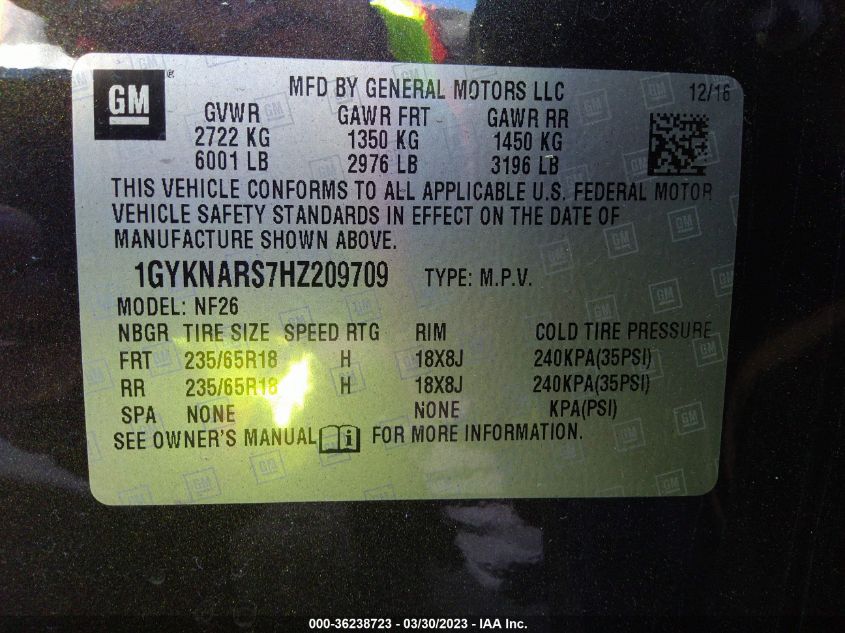 GM ®
MFD BY GENERAL MOTORS LLC 12/16
GVWR GAWR FRT GAWR RR
2722 KG 1350 KG 1450 KG
6001 LB 2976 LB 3196 LB
THIS VEHICLE CONFORMS TO ALL APPLICABLE U.S. FEDERAL MOTOR
VEHICLE SAFETY STANDARDS IN EFFECT ON THE DATE OF
MANUFACTURE SHOWN ABOVE.
1GYKNARS7HZ209709 TYPE: M.P.V.
MODEL: NF26
NBGR TIRE SIZE SPEED RTG RIM COLD TIRE PRESSURE
FRT 235/65R18 H 18X8J 240KPA(35PSI)
RR 235/65R18 H 18X8J 240KPA(35PSI)
SPA NONE NONE KPA(PSI)
SEE OWNER'S MANUAL i FOR MORE INFORMATION.
000-36238723 - 03/30/2023 - IAA Inc.